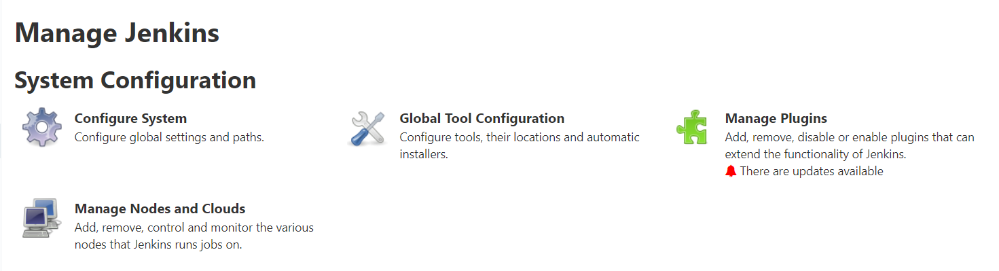 Manage Jenkins
System Configuration
Configure System
Configure global settings and paths.
Global Tool Configuration
Configure tools, their locations and automatic
installers.
Manage Plugins
Add, remove, disable or enable plugins that can
extend the functionality of Jenkins.
There are updates available
Manage Nodes and Clouds
Add, remove, control and monitor the various
nodes that Jenkins runs jobs on.